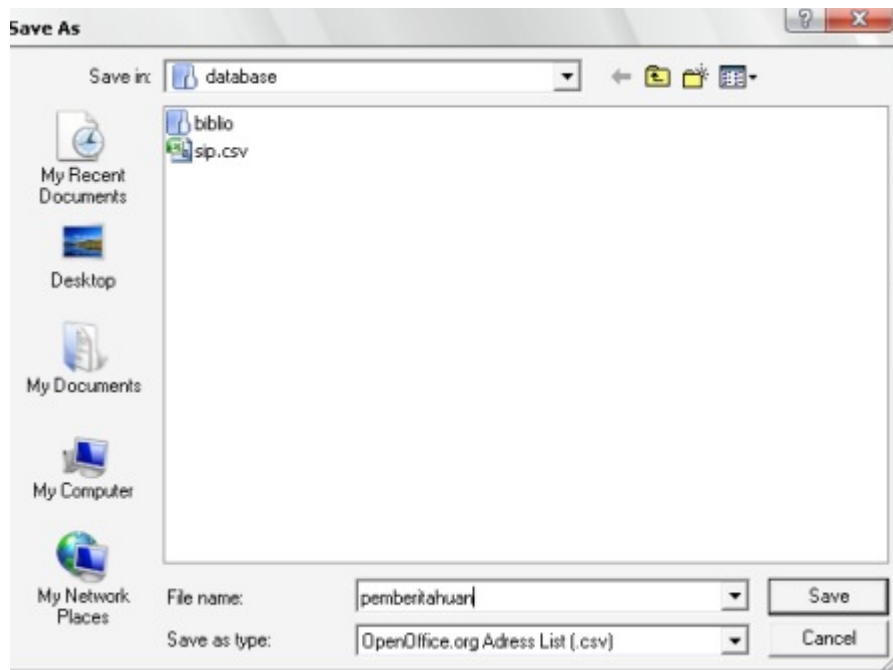 Save As
Save in: database
biblio
sip.csv
My Recent
Documents
Desktop
My Documents
My Computer
My Network
Places
File name: pemberitahuan
Save
Save as type: OpenOffice.org Adress List (.csv)
Cancel